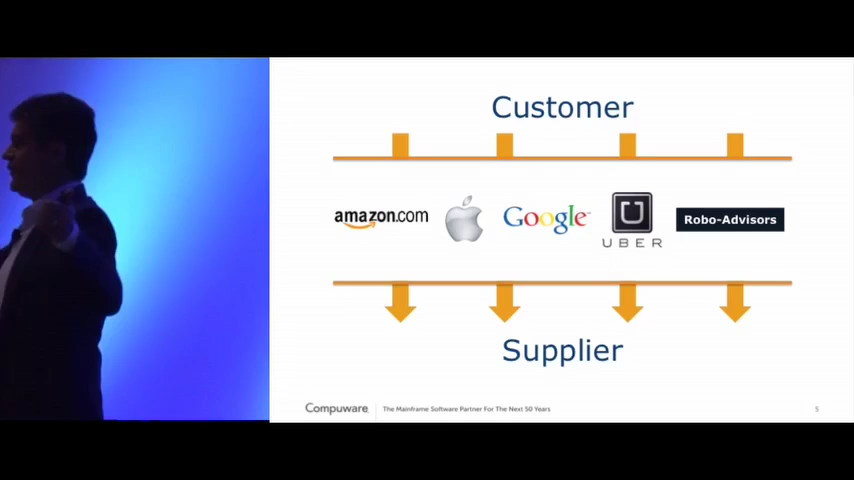 Customer
amazon.com
Google
UBER
Robo-Advisors
Supplier
Compuware
The Mainframe Software Partner For The Next 50 Years
5